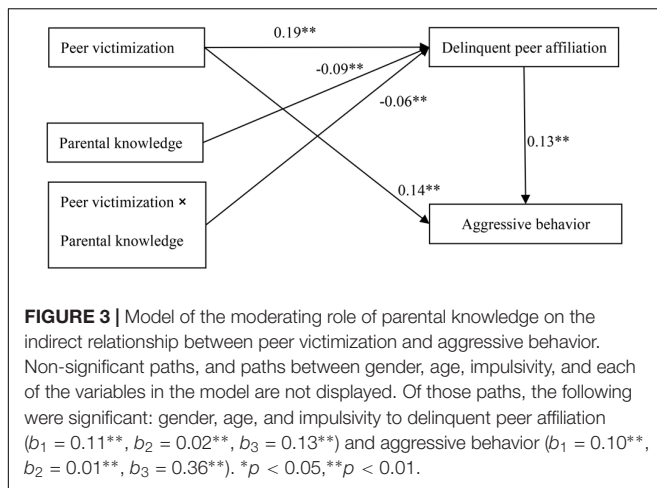 Peer victimization
0.19**
Delinquent peer affiliation
-0.09**
-0.06**
Parental knowledge
0.13**
Peer victimization ×
Parental knowledge
0.14**
Aggressive behavior
FIGURE 3 | Model of the moderating role of parental knowledge on the
indirect relationship between peer victimization and aggressive behavior.
Non-significant paths, and paths between gender, age, impulsivity, and each
of the variables in the model are not displayed. Of those paths, the following
were significant: gender, age, and impulsivity to delinquent peer affiliation
(b₁ = 0.11**, b₂ = 0.02**, b₃ = 0.13**) and aggressive behavior (b₁ = 0.10**,
b₂ = 0.01**, b₃ = 0.36**). *p < 0.05,**p < 0.01.